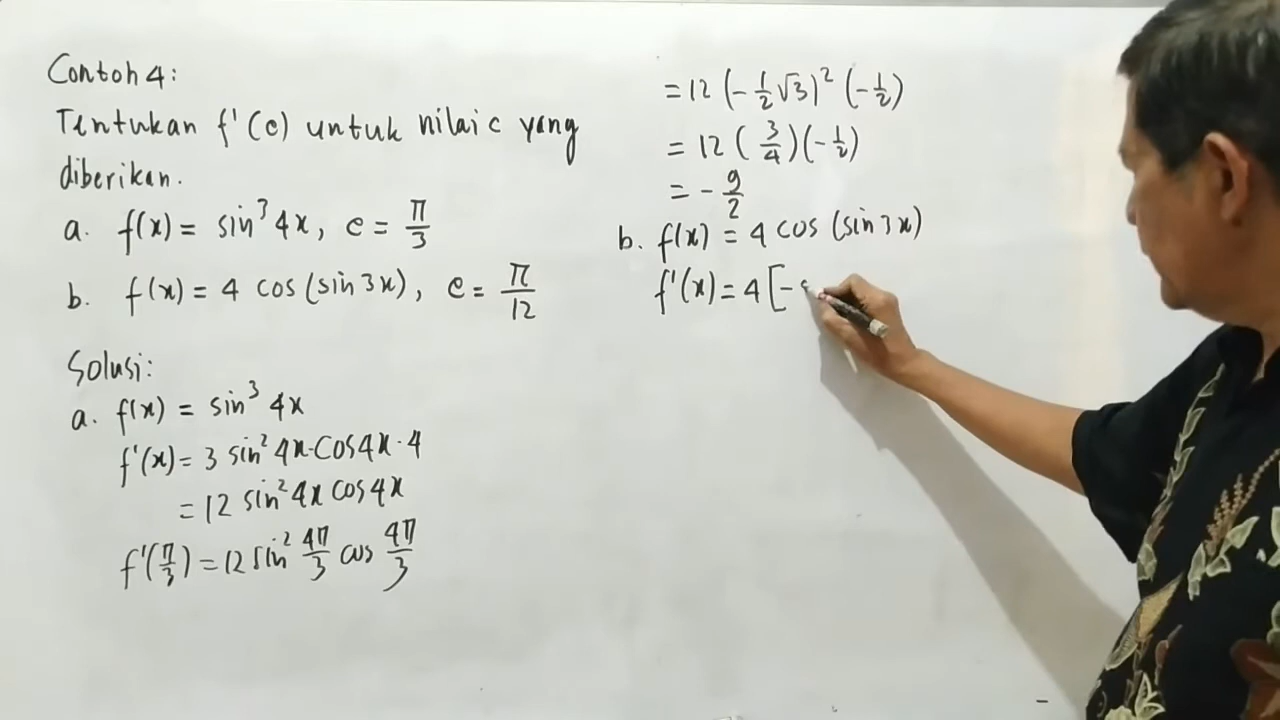 Contoh 4:
Tentukan f'(c) untuk nilai c yang
diberikan.
a. f(x) = sin³ 4x, c = π/3
b. f(x) = 4 cos (sin 3x), c = π/12
Solusi:
a. f(x) = sin³ 4x
f'(x) = 3 sin² 4x · cos 4x · 4
= 12 sin² 4x cos 4x
f'(π/3) = 12 sin² 4π/3 cos 4π/3
= 12 (-1/2 √3)² (-1/2)
= 12 (3/4)(-1/2)
= - 9/2
b. f(x) = 4 cos (sin 3x)
f'(x) = 4 [-